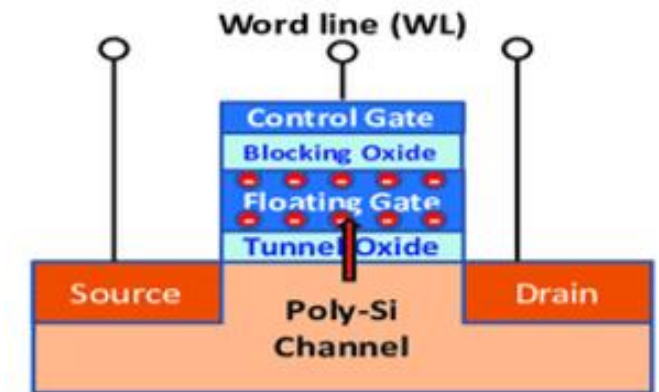 Word line (WL)
Control Gate
Blocking Oxide
Floating Gate
Tunnel Oxide
Source
Drain
Poly-Si
Channel